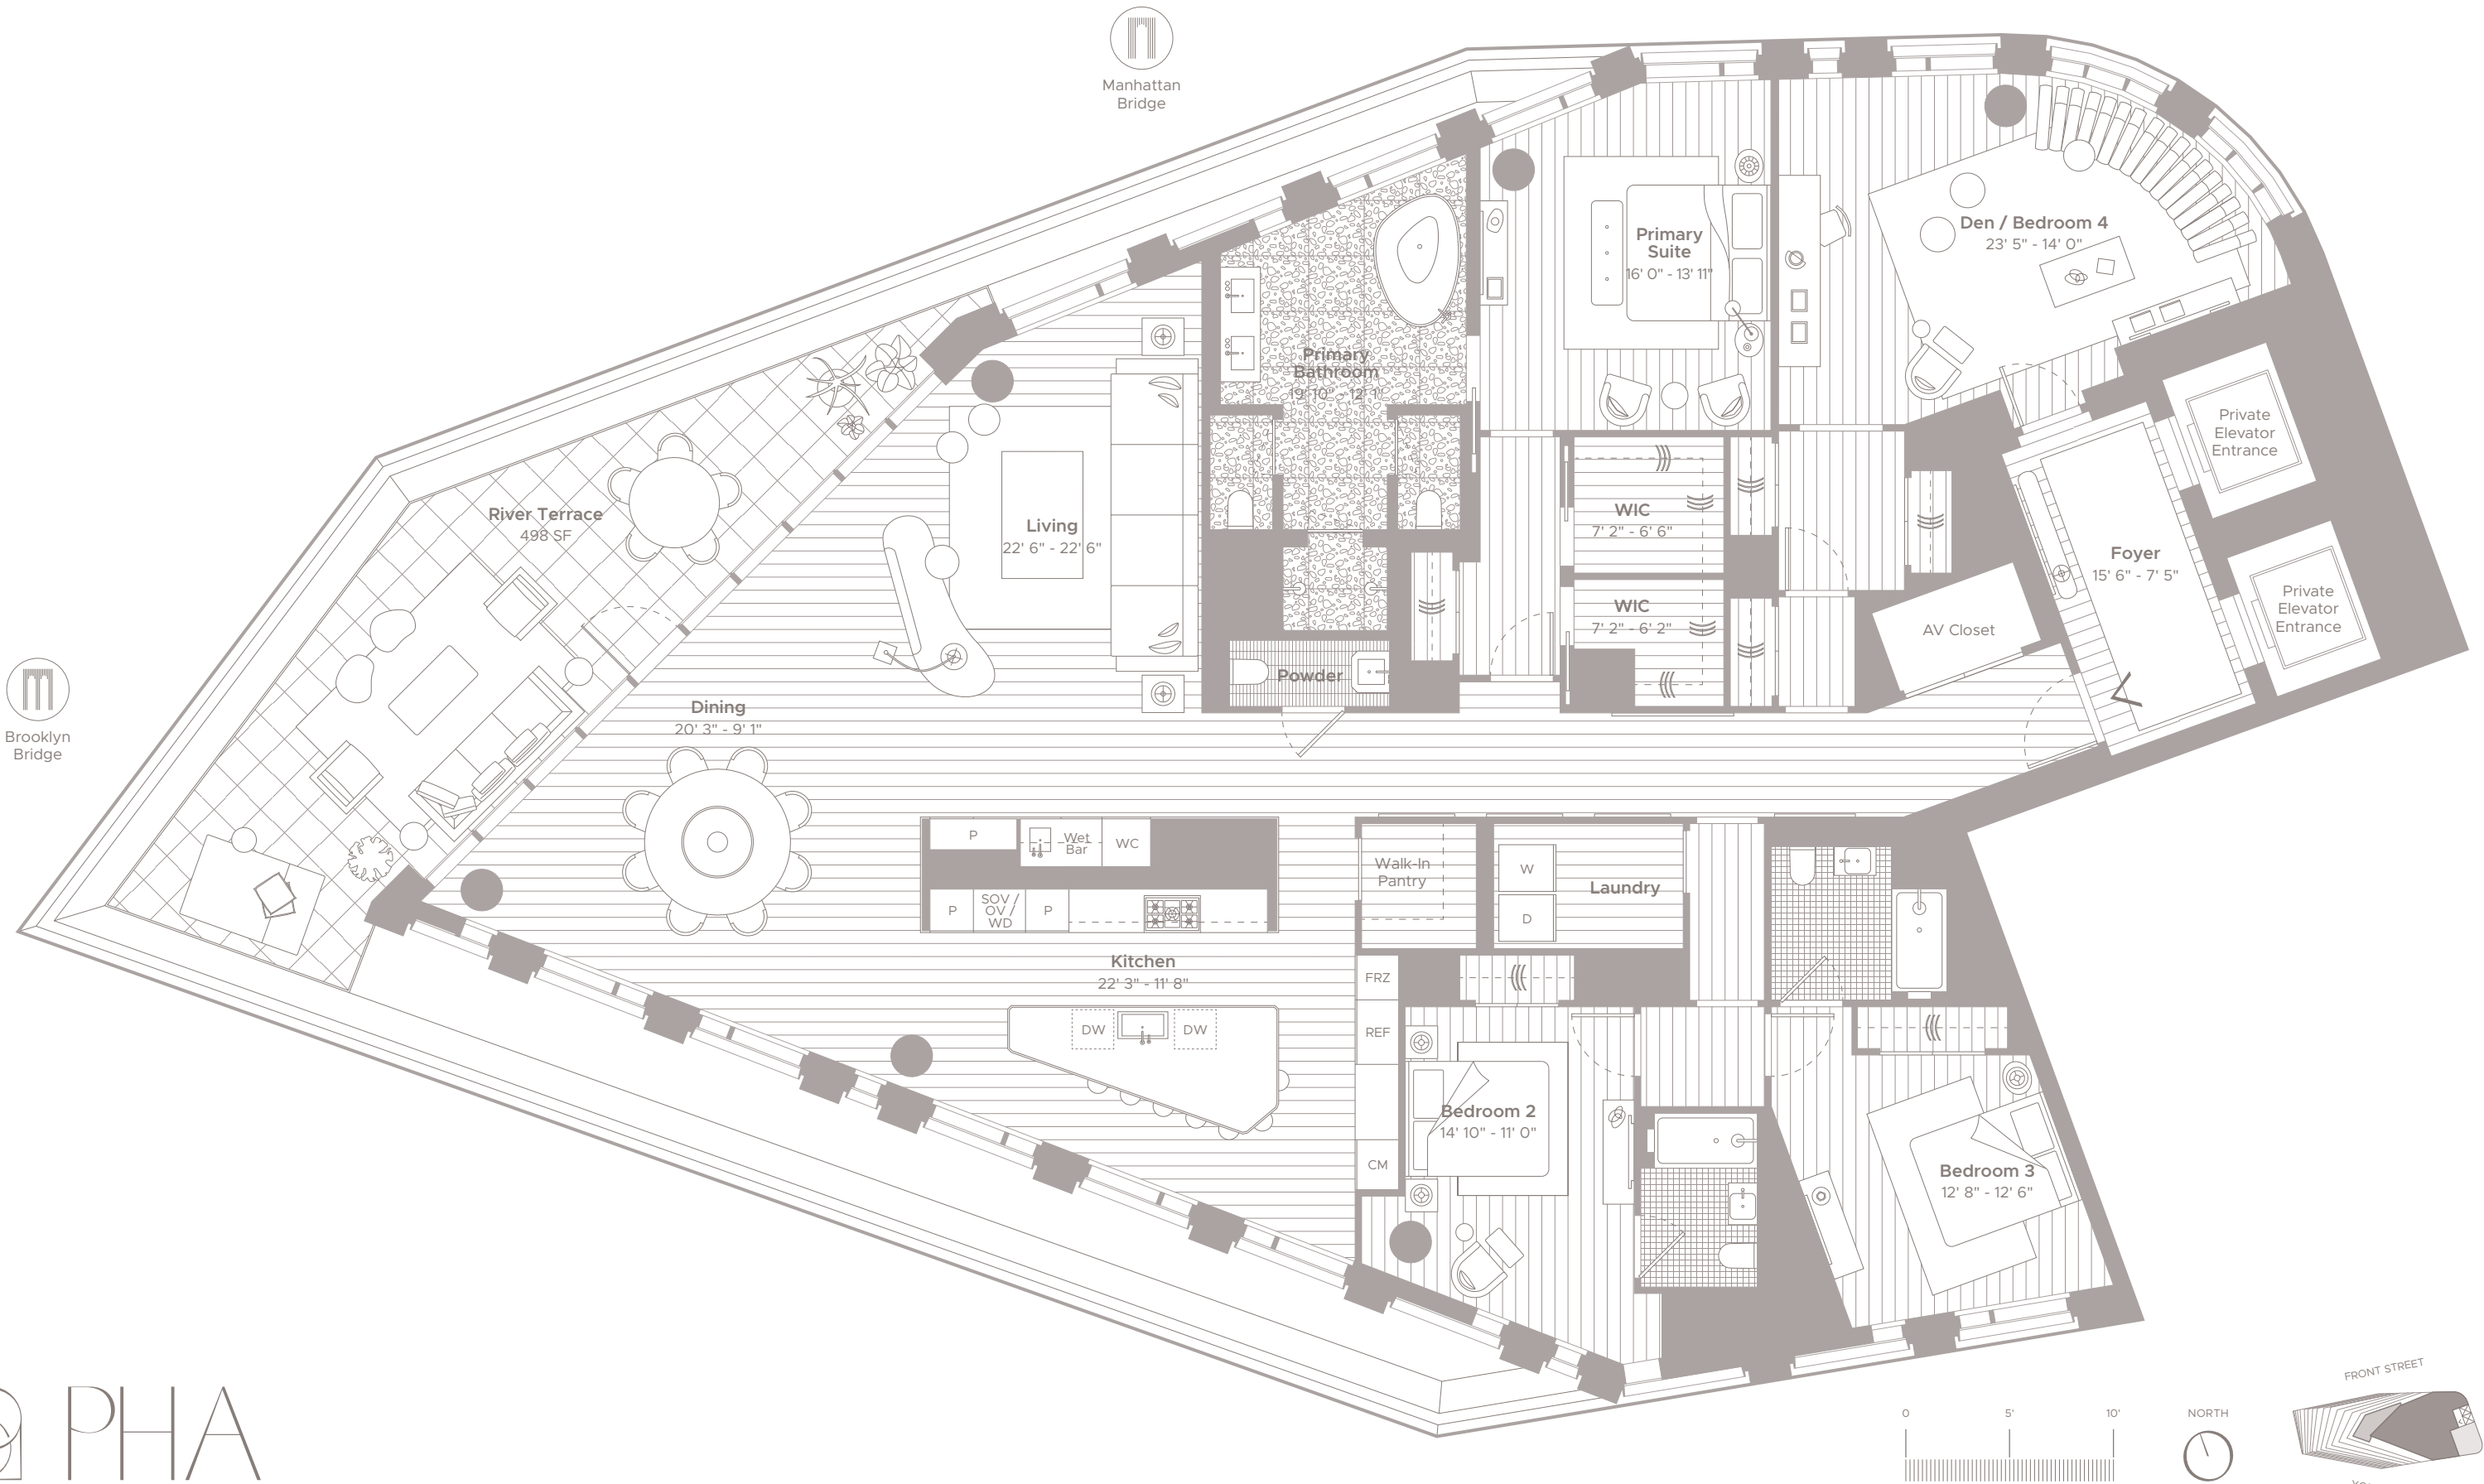 Manhattan
Bridge
Den / Bedroom 4
23' 5" - 14' 0"
Primary
Suite
16' 0" - 13' 11"
Primary
Bathroom
19' 10" - 12' 1"
Private
Elevator
Entrance
River Terrace
498 SF
Living
22' 6" - 22' 6"
WIC
7' 2" - 6' 6"
Foyer
15' 6" - 7' 5"
WIC
7' 2" - 6' 2"
AV Closet
Private
Elevator
Entrance
Brooklyn
Bridge
Powder
Dining
20' 3" - 9' 1"
P
Wet
Bar
WC
Walk-In
Pantry
W
Laundry
P
SOV /
OV /
WD
P
D
Kitchen
22' 3" - 11' 8"
FRZ
DW
DW
REF
Bedroom 2
14' 10" - 11' 0"
CM
Bedroom 3
12' 8" - 12' 6"
PHA
0
5'
10'
NORTH
FRONT STREET